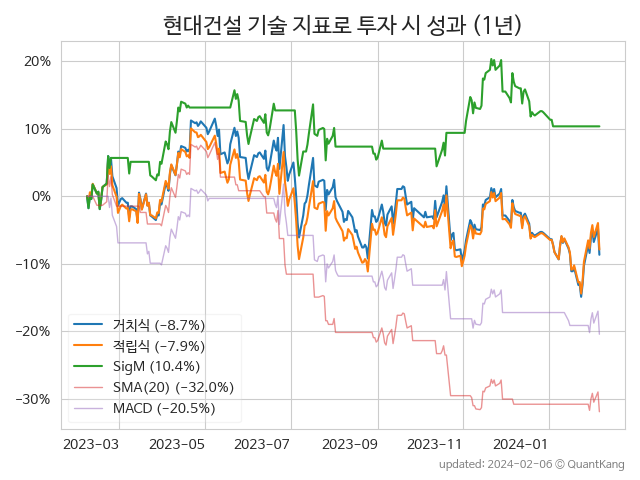 현대건설 기술 지표로 투자 시 성과 (1년)
20%
10%
0%
−10%
−20%
−30%
거치식 (−8.7%)
적립식 (−7.9%)
SigM (10.4%)
SMA(20) (−32.0%)
MACD (−20.5%)
2023−03 2023−05 2023−07 2023−09 2023−11 2024−01
updated: 2024-02-06 ⓒ QuantKang